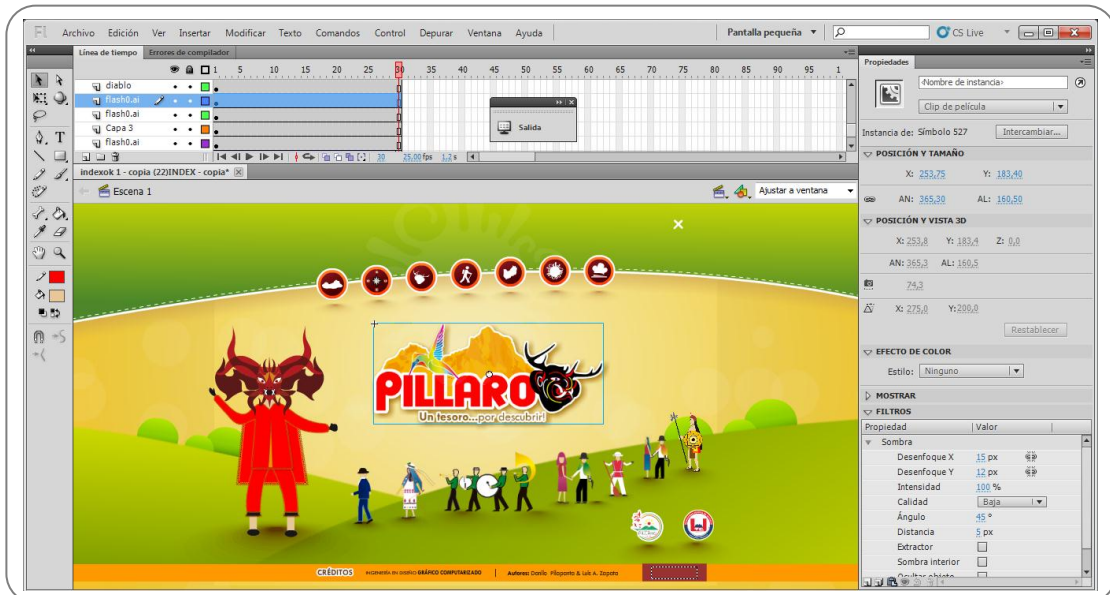 Fl Archivo Edición Ver Insertar Modificar Texto Comandos Control Depurar Ventana Ayuda Pantalla pequeña CS Live
Línea de tiempo Errores de compilador
1 5 10 15 20 25 30 35 40 45 50 55 60 65 70 75 80 85 90 95 1
diablo
flash0.ai
flash0.ai
Capa 3
flash0.ai
Salida
30 25,00 fps 1,2 s
indexok 1 - copia (22)INDEX - copia*
Escena 1 Ajustar a ventana
PILLARO
Un tesoro...por descubrir!
CRÉDITOS INGENIERÍA EN DISEÑO GRÁFICO COMPUTARIZADO | Autores: Danilo Pilapanta & Luis A. Zapata
Propiedades
<Nombre de instancia>
Clip de película
Instancia de: Símbolo 527 Intercambiar...
POSICIÓN Y TAMAÑO
X: 253,75 Y: 183,40
AN: 365,30 AL: 160,50
POSICIÓN Y VISTA 3D
X: 253,8 Y: 183,4 Z: 0,0
AN: 365,3 AL: 160,5
74,3
X: 275,0 Y: 200,0
Restablecer
EFECTO DE COLOR
Estilo: Ninguno
MOSTRAR
FILTROS
Propiedad Valor
Sombra
Desenfoque X 15 px
Desenfoque Y 12 px
Intensidad 100 %
Calidad Baja
Ángulo 45 °
Distancia 5 px
Extractor
Sombra interior
Ocultar objeto